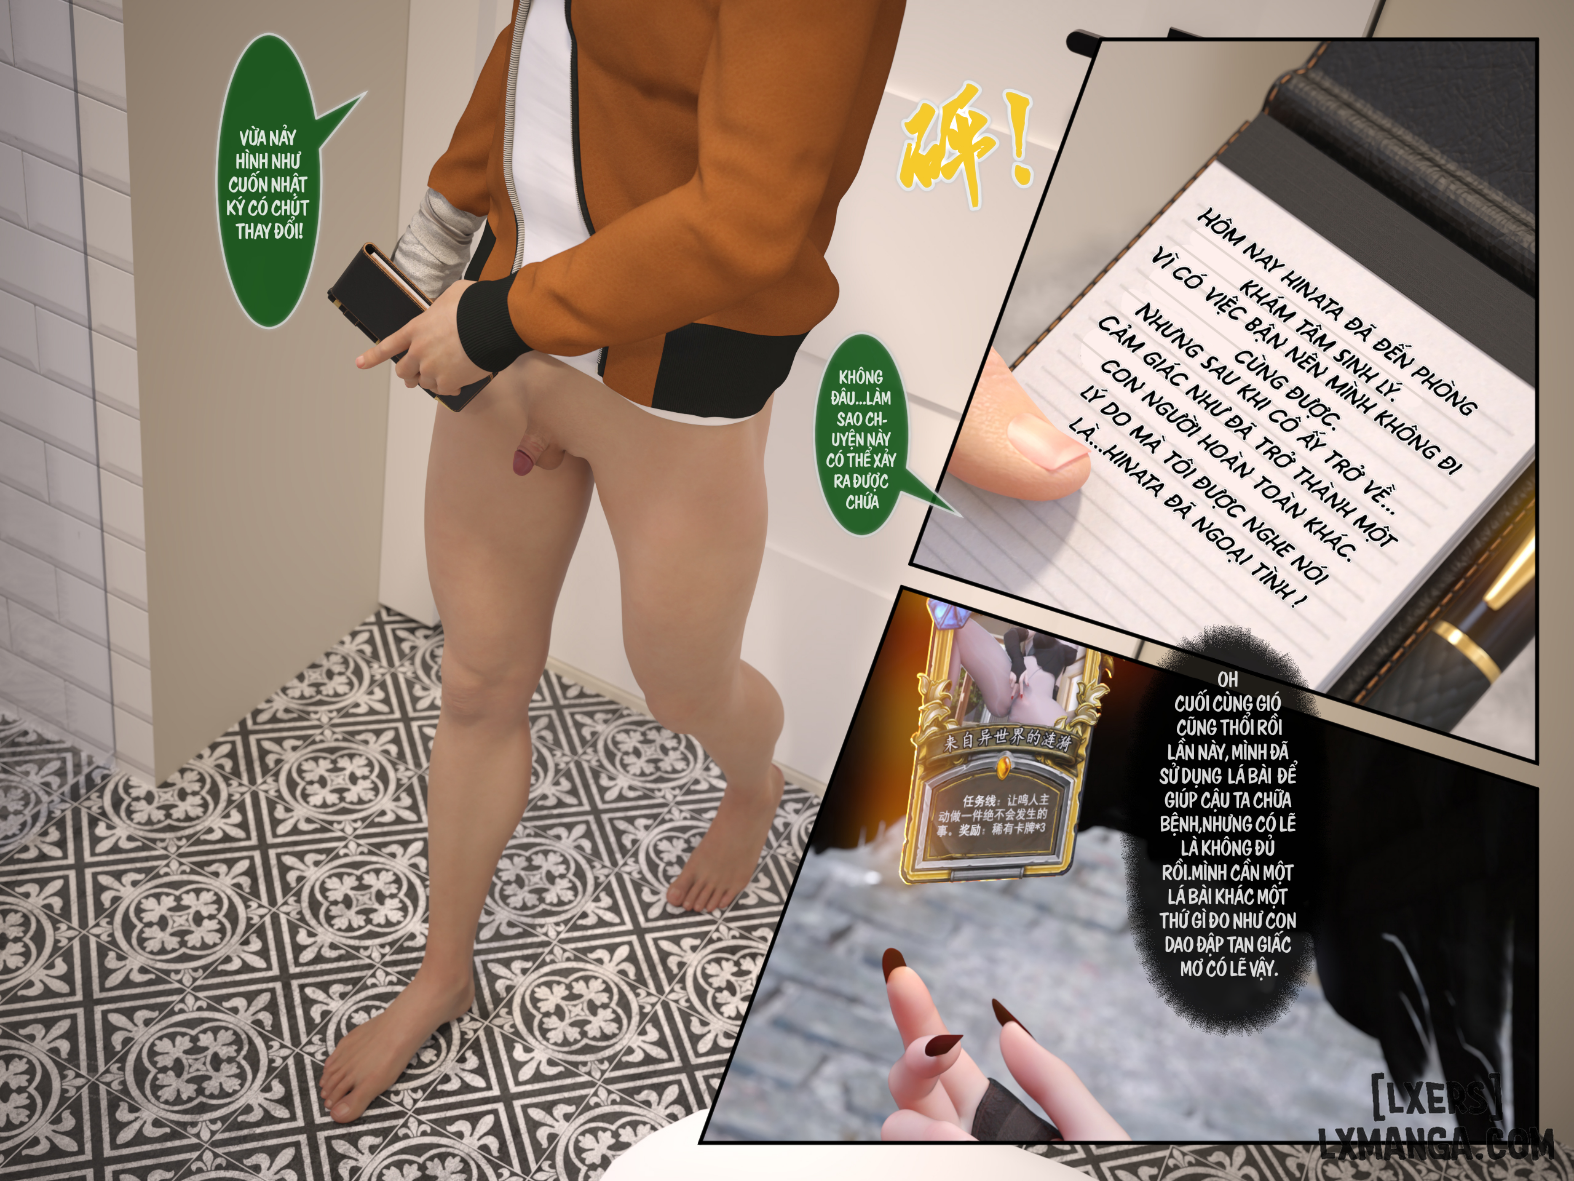 VỪA NẢY
HÌNH NHƯ
CUỐN NHẬT
KÝ CÓ CHÚT
THAY ĐỔI!
砰!
HÔM NAY HINATA ĐÃ ĐẾN PHÒNG
KHÁM TÂM SINH LÝ.
VÌ CÓ VIỆC BẬN NÊN MÌNH KHÔNG ĐI
CÙNG ĐƯỢC.
NHƯNG SAU KHI CÔ ẤY TRỞ VỀ...
CẢM GIÁC NHƯ ĐÃ TRỞ THÀNH MỘT
CON NGƯỜI HOÀN TOÀN KHÁC.
LÝ DO MÀ TÔI ĐƯỢC NGHE NÓI
LÀ...HINATA ĐÃ NGOẠI TÌNH !
KHÔNG
ĐÂU...LÀM
SAO CH-
UYỆN NÀY
CÓ THỂ XẢY
RA ĐƯỢC
CHỨA
来自异世界的涟漪
任务线：让鸣人主
动做一件绝不会发生的
事。奖励：稀有卡牌*3
OH
CUỐI CÙNG GIÓ
CŨNG THỔI RỒI
LẦN NÀY, MÌNH ĐÃ
SỬ DỤNG LÁ BÀI ĐỂ
GIÚP CẬU TA CHỮA
BỆNH,NHƯNG CÓ LẼ
LÀ KHÔNG ĐỦ
RỒI.MÌNH CẦN MỘT
LÁ BÀI KHÁC MỘT
THỨ GÌ ĐO NHƯ CON
DAO ĐẬP TAN GIẤC
MƠ CÓ LẼ VẬY.
[LXERS]
LXMANGA.COM